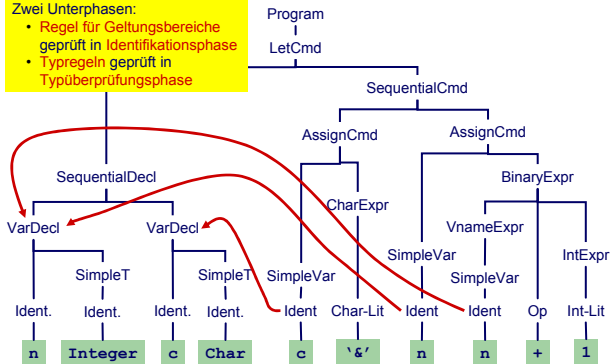 Zwei Unterphasen:
• Regel für Geltungsbereiche
geprüft in Identifikationsphase
• Typregeln geprüft in
Typüberprüfungsphase
Program
LetCmd
SequentialCmd
AssignCmd AssignCmd
SequentialDecl BinaryExpr
CharExpr
VarDecl VarDecl VnameExpr
SimpleVar IntExpr
SimpleT SimpleT SimpleVar SimpleVar
Ident. Ident. Ident. Ident. Ident Char-Lit Ident Ident Op Int-Lit
n Integer c Char c ‘&’ n n + 1